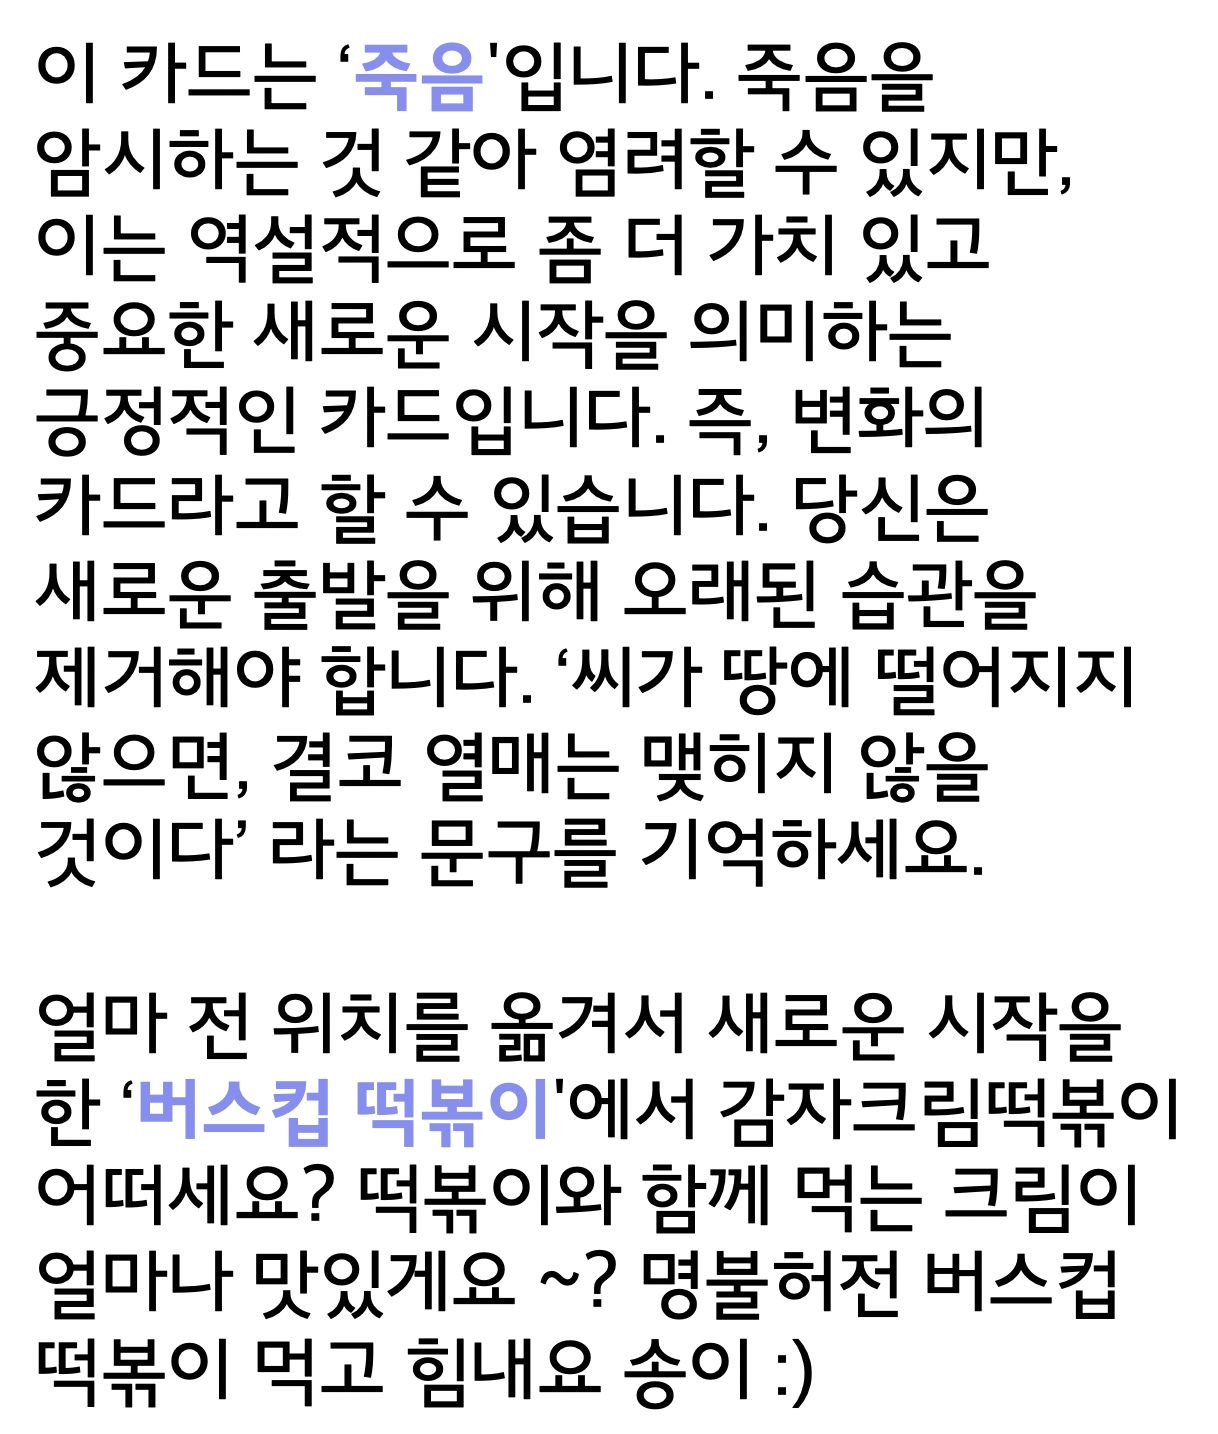 이 카드는 ‘죽음'입니다. 죽음을
암시하는 것 같아 염려할 수 있지만,
이는 역설적으로 좀 더 가치 있고
중요한 새로운 시작을 의미하는
긍정적인 카드입니다. 즉, 변화의
카드라고 할 수 있습니다. 당신은
새로운 출발을 위해 오래된 습관을
제거해야 합니다. ‘씨가 땅에 떨어지지
않으면, 결코 열매는 맺히지 않을
것이다’ 라는 문구를 기억하세요.

얼마 전 위치를 옮겨서 새로운 시작을
한 ‘버스컵 떡볶이'에서 감자크림떡볶이
어떠세요? 떡볶이와 함께 먹는 크림이
얼마나 맛있게요 ~? 명불허전 버스컵
떡볶이 먹고 힘내요 송이 :)